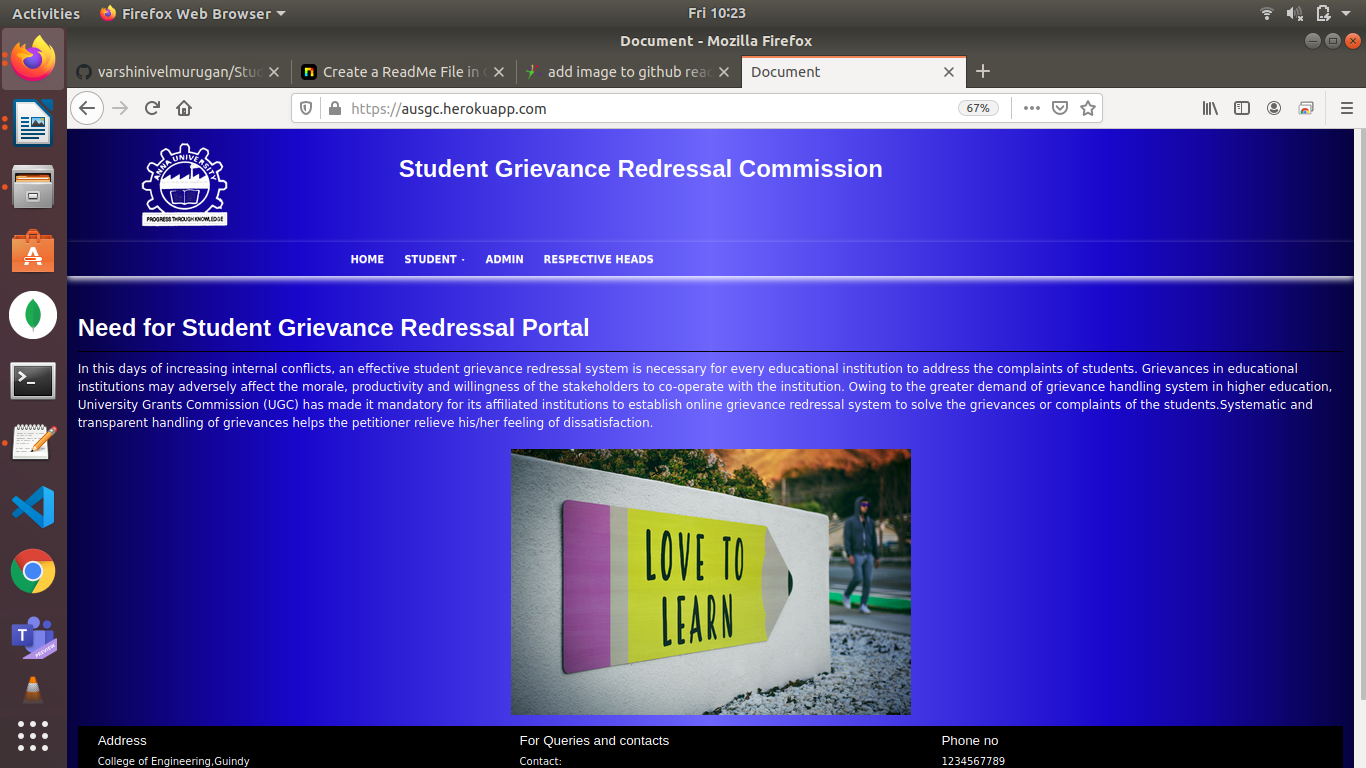 Activities
Firefox Web Browser
Fri 10:23
Document - Mozilla Firefox
varshinivelmurugan/Stud
Create a ReadMe File in
add image to github read
Document
https://ausgc.herokuapp.com
67%
ANNA UNIVERSITY
PROGRESS THROUGH KNOWLEDGE
Student Grievance Redressal Commission
HOME STUDENT ADMIN RESPECTIVE HEADS
Need for Student Grievance Redressal Portal
In this days of increasing internal conflicts, an effective student grievance redressal system is necessary for every educational institution to address the complaints of students. Grievances in educational
institutions may adversely affect the morale, productivity and willingness of the stakeholders to co-operate with the institution. Owing to the greater demand of grievance handling system in higher education,
University Grants Commission (UGC) has made it mandatory for its affiliated institutions to establish online grievance redressal system to solve the grievances or complaints of the students.Systematic and
transparent handling of grievances helps the petitioner relieve his/her feeling of dissatisfaction.
LOVE TO
LEARN
Address
For Queries and contacts
Phone no
College of Engineering,Guindy
Contact:
1234567789
T
PREVIEW